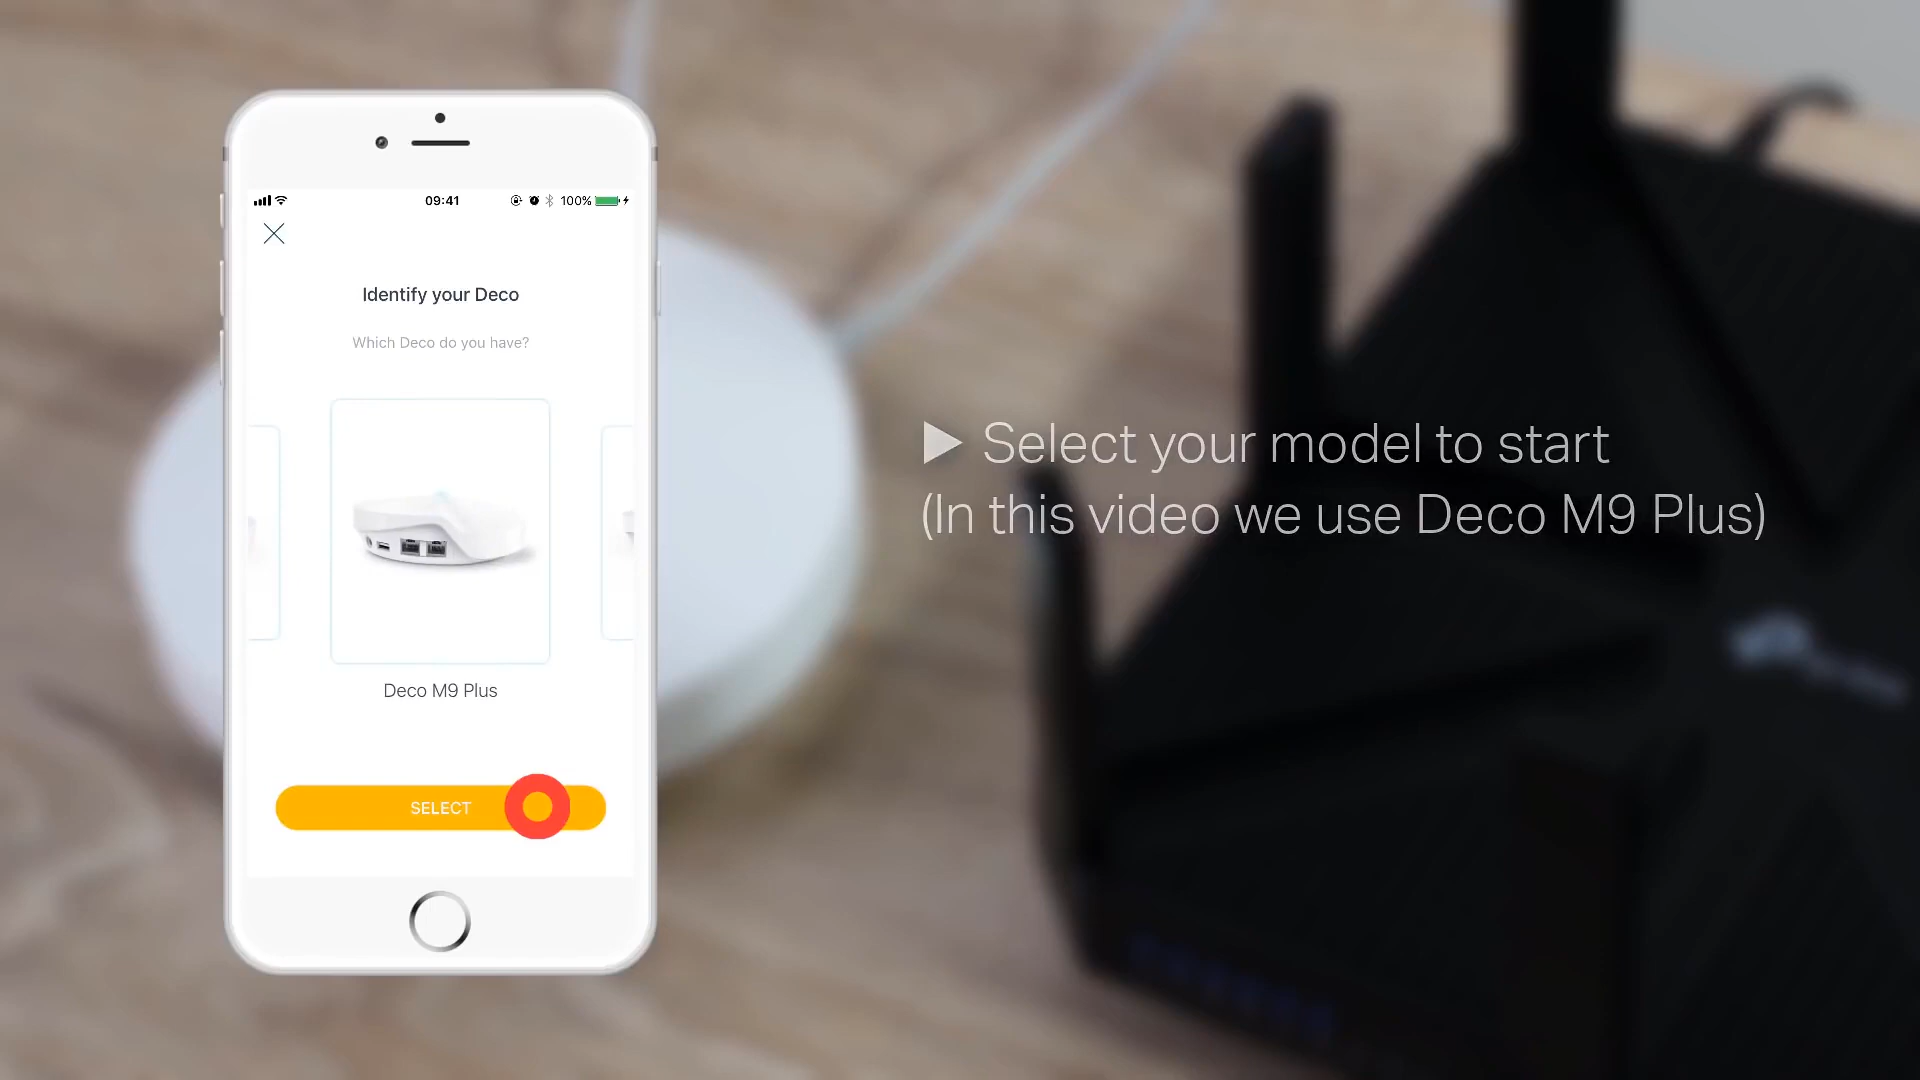 09:41
100%
Identify your Deco
Which Deco do you have?
Deco M9 Plus
SELECT
Select your model to start
(In this video we use Deco M9 Plus)